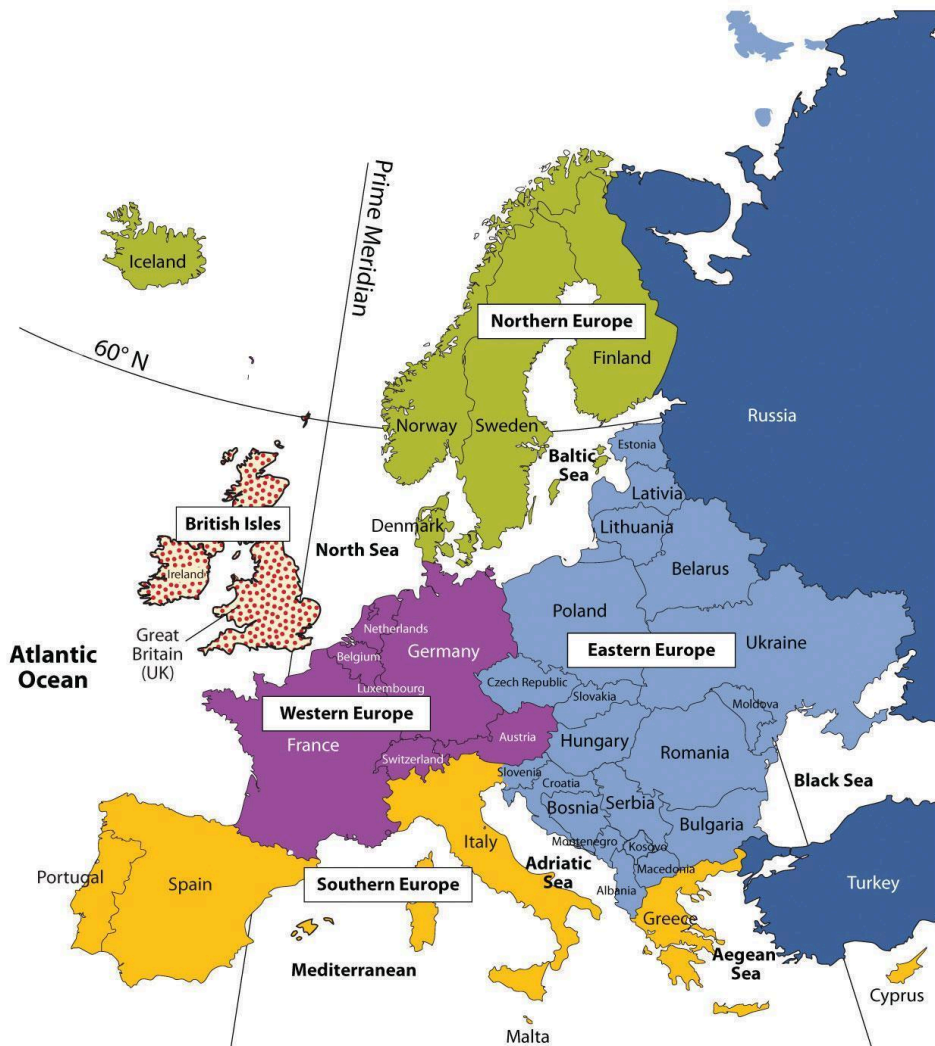 Prime Meridian
Iceland
60° N
Northern Europe
Finland
Norway
Sweden
Russia
Estonia
Baltic
Sea
Lativia
Lithuania
British Isles
Denmark
North Sea
Ireland
Belarus
Poland
Netherlands
Great
Britain
(UK)
Atlantic
Ocean
Belgium
Germany
Eastern Europe
Ukraine
Luxembourg
Czech Republic
Slovakia
Western Europe
Moldova
France
Austria
Hungary
Switzerland
Romania
Slovenia
Croatia
Black Sea
Bosnia
Serbia
Bulgaria
Italy
Montenegro
Kosovo
Adriatic
Sea
Macedonia
Portugal
Spain
Southern Europe
Albania
Turkey
Greece
Mediterranean
Aegean
Sea
Cyprus
Malta